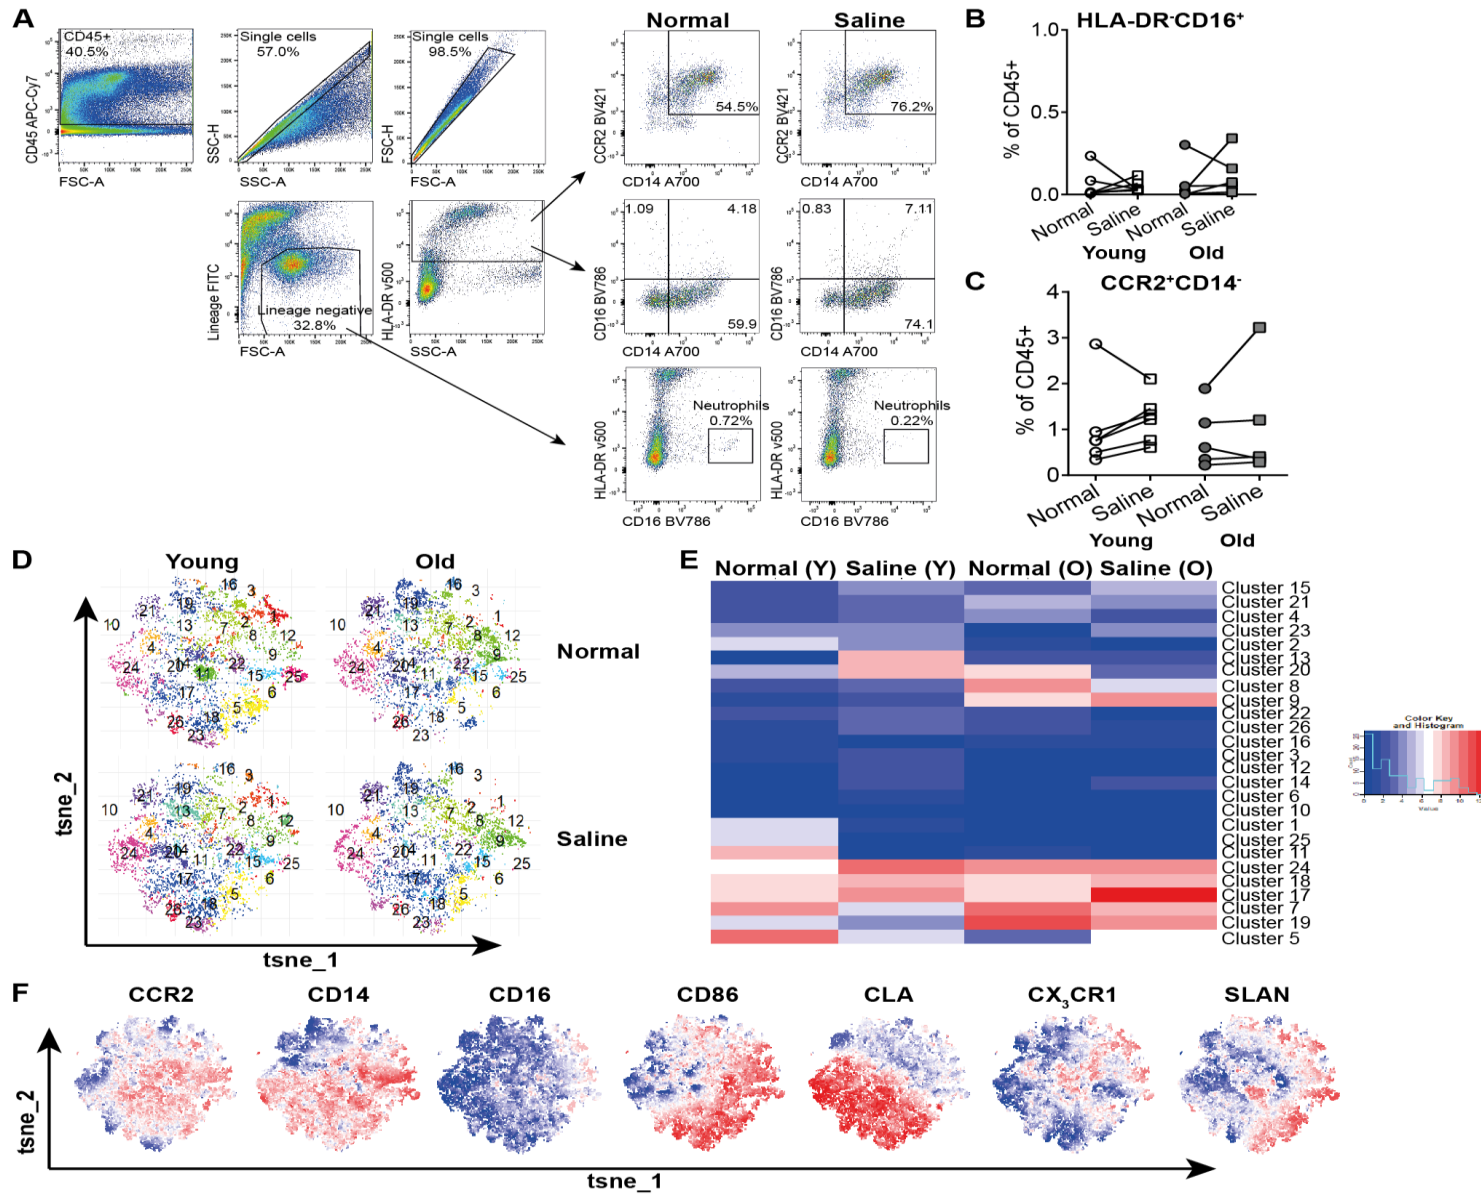 A
CD45+
40.5%
CD45 APC-Cy7
FSC-A
Single cells
57.0%
SSC-H
SSC-A
Single cells
98.5%
FSC-H
FSC-A
Lineage FITC
Lineage negative
32.8%
FSC-A
HLA-DR v500
SSC-A
Normal
Saline
CCR2 BV421
54.5%
CD14 A700
CCR2 BV421
76.2%
CD14 A700
CD16 BV786
1.09
4.18
59.9
CD14 A700
CD16 BV786
0.83
7.11
74.1
CD14 A700
HLA-DR v500
Neutrophils
0.72%
CD16 BV786
HLA-DR v500
Neutrophils
0.22%
CD16 BV786
B
HLA-DR-CD16+
% of CD45+
1.0
0.5
0.0
Normal
Saline
Normal
Saline
Young
Old
C
CCR2+CD14-
% of CD45+
4
3
2
1
0
Normal
Saline
Normal
Saline
Young
Old
D
Young
Old
Normal
Saline
tsne_2
tsne_1
E
Normal (Y)
Saline (Y)
Normal (O)
Saline (O)
Cluster 15
Cluster 21
Cluster 4
Cluster 23
Cluster 2
Cluster 13
Cluster 20
Cluster 8
Cluster 9
Cluster 22
Cluster 26
Cluster 16
Cluster 3
Cluster 12
Cluster 14
Cluster 6
Cluster 10
Cluster 1
Cluster 25
Cluster 11
Cluster 24
Cluster 18
Cluster 17
Cluster 7
Cluster 19
Cluster 5
Color Key
and Histogram
F
CCR2
CD14
CD16
CD86
CLA
CX3CR1
SLAN
tsne_2
tsne_1